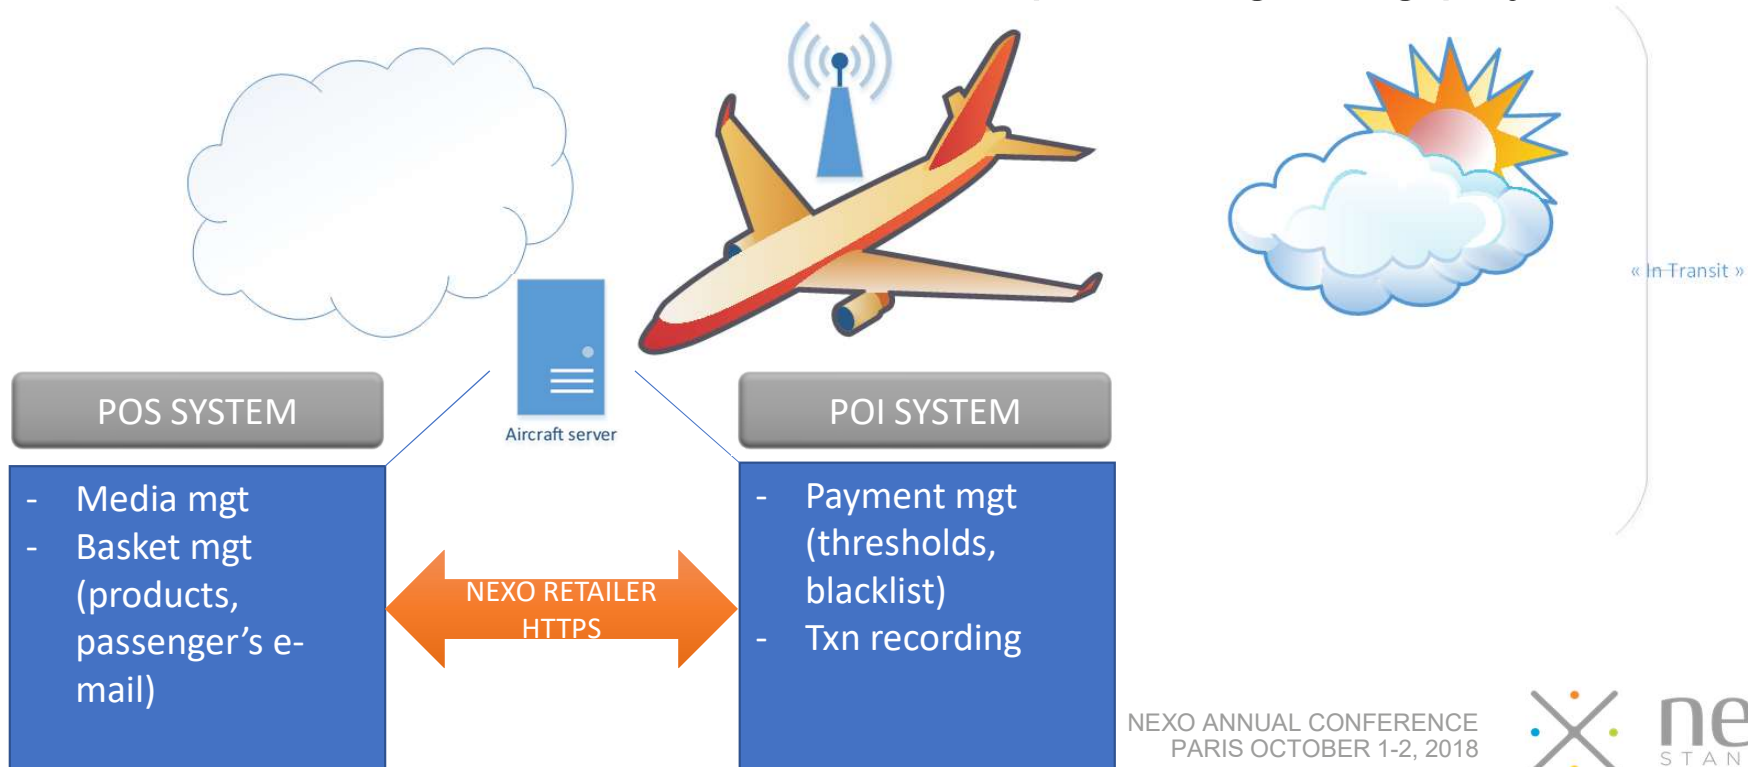 « In Transit »
Aircraft server
POS SYSTEM
- Media mgt
- Basket mgt
(products,
passenger’s e-
mail)
NEXO RETAILER
HTTPS
POI SYSTEM
- Payment mgt
(thresholds,
blacklist)
- Txn recording
NEXO ANNUAL CONFERENCE
PARIS OCTOBER 1-2, 2018